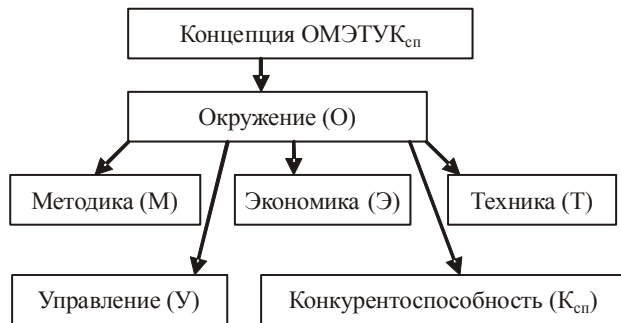 Концепция ОМЭТУКсп
Окружение (О)
Методика (М)
Экономика (Э)
Техника (Т)
Управление (У)
Конкурентоспособность (Ксп)